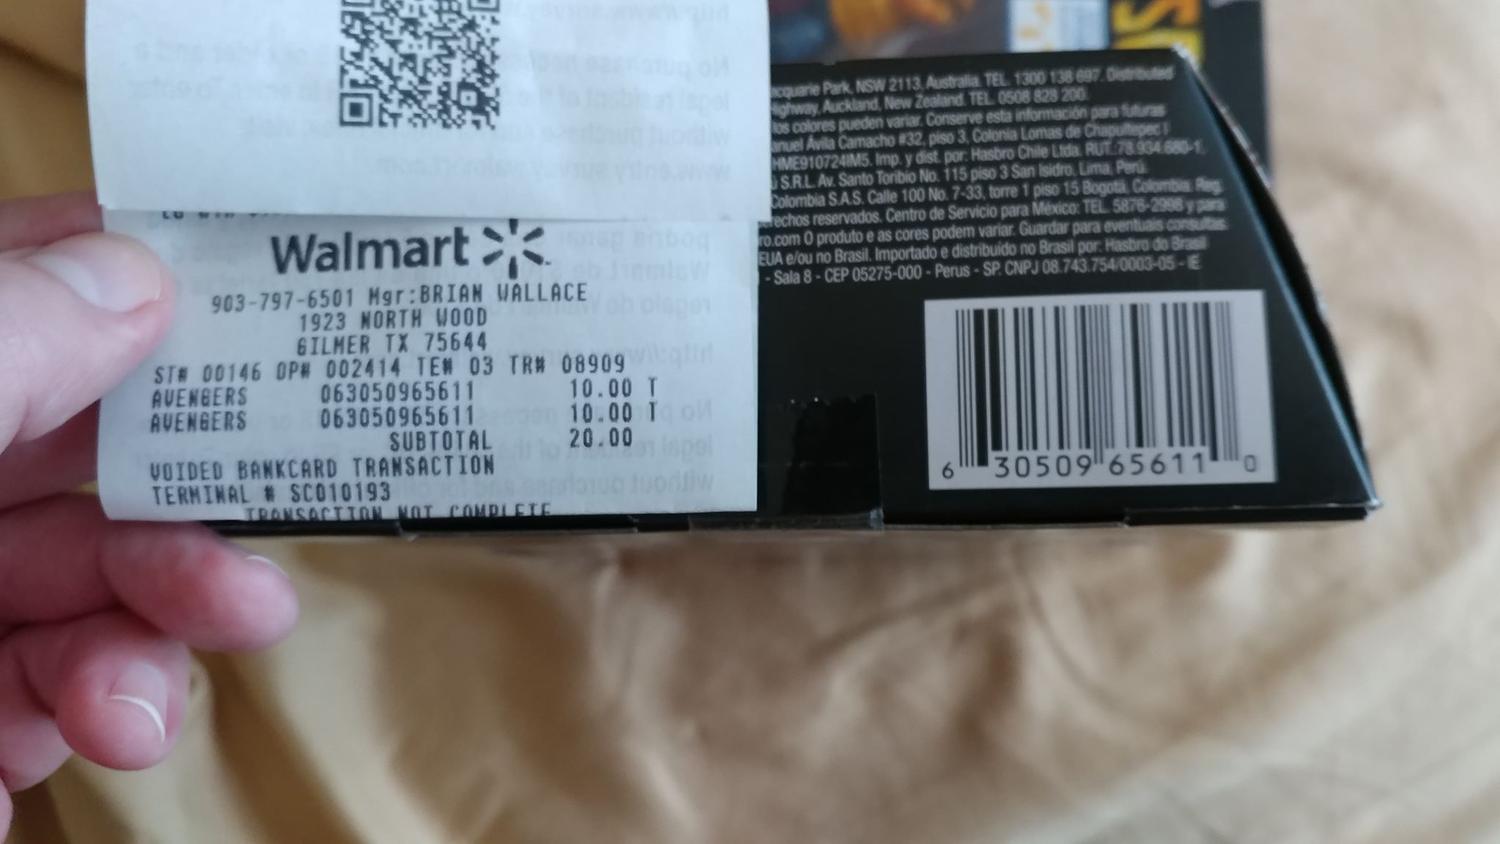 Walmart
903-797-6501 Mgr:BRIAN WALLACE
1923 NORTH WOOD
GILMER TX 75644
ST# 00146 OP# 002414 TE# 03 TR# 08909
AVENGERS 063050965611 10.00 T
AVENGERS 063050965611 10.00 T
SUBTOTAL 20.00
VOIDED BANKCARD TRANSACTION
TERMINAL # SC010193
TRANSACTION NOT COMPLETE
acquarie Park, NSW 2113, Australia. TEL. 1300 138 697. Distributed
ighway, Auckland, New Zealand. TEL. 0508 828 200.
los colores pueden variar. Conserve esta información para futuras
anuel Ávila Camacho #32, piso 3, Colonia Lomas de Chapultepec I
HME910724IM5. Imp. y dist. por: Hasbro Chile Ltda. RUT.:78.934.680-1.
S.R.L. Av. Santo Toribio No. 115 piso 3 San Isidro, Lima, Perú.
Colombia S.A.S. Calle 100 No. 7-33, torre 1 piso 15 Bogotá, Colombia. Reg.
erechos reservados. Centro de Servicio para México: TEL. 5876-2998 y para
ro.com O produto e as cores podem variar. Guardar para eventuais consultas.
EUA e/ou no Brasil. Importado e distribuído no Brasil por: Hasbro do Brasil
- Sala 8 - CEP 05275-000 - Perus - SP. CNPJ 08.743.754/0003-05 - IE
6 30509 65611 0